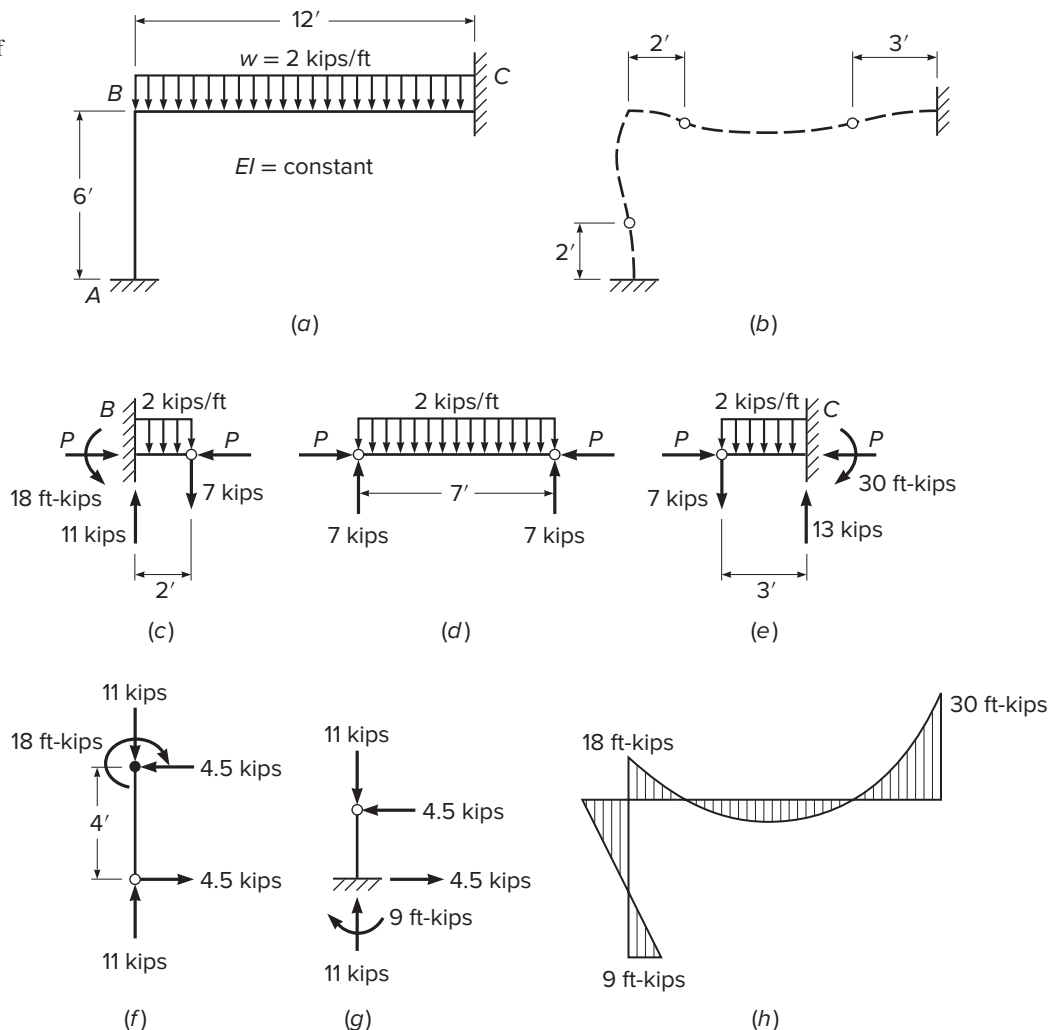 f
12′
w = 2 kips/ft
B
C
EI = constant
6′
A
(a)
2′
3′
2′
(b)
B
2 kips/ft
P
P
18 ft-kips
7 kips
11 kips
2′
(c)
2 kips/ft
P
P
7′
7 kips
7 kips
(d)
2 kips/ft
C
P
P
7 kips
30 ft-kips
13 kips
3′
(e)
11 kips
18 ft-kips
4.5 kips
4′
4.5 kips
11 kips
(f)
11 kips
4.5 kips
4.5 kips
9 ft-kips
11 kips
(g)
30 ft-kips
18 ft-kips
9 ft-kips
(h)